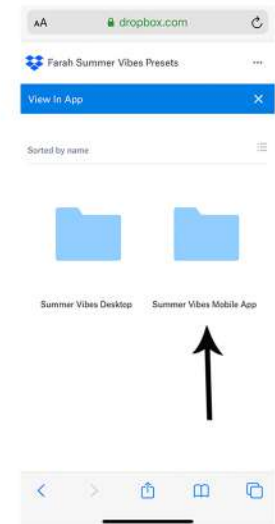 AA dropbox.com
Farah Summer Vibes Presets
View In App
Sorted by name
Summer Vibes Desktop Summer Vibes Mobile App